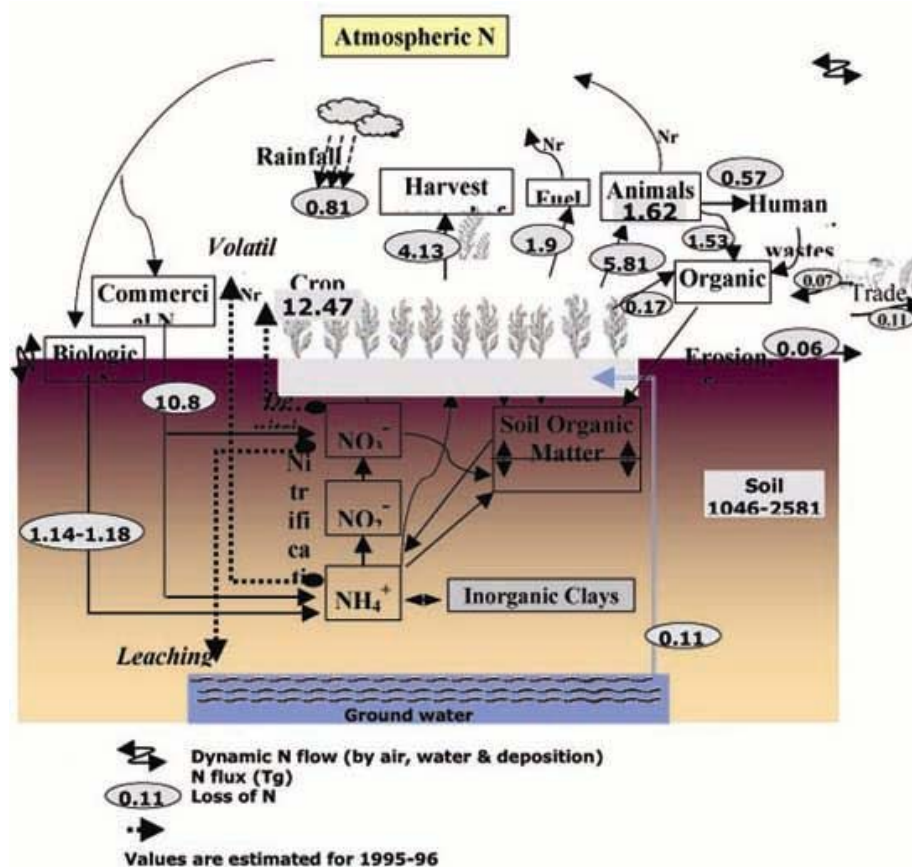 Atmospheric N
Rainfall
0.81
Harvest
4.13
Nr
Fuel
1.9
Nr
Animals
1.62
0.57
Human
wastes
5.81
1.53
Organic
0.17
0.07
Trade
0.11
Erosion
0.06
Volatil
Nr
Commerci
al N
Crop
12.47
Biologic
10.8
1.14-1.18
NO₃⁻
NO₂⁻
NH₄⁺
Ni
tr
ifi
ca
ti
Soil Organic
Matter
Inorganic Clays
Soil
1046-2581
0.11
Leaching
Ground water
Dynamic N flow (by air, water & deposition)
N flux (Tg)
0.11 Loss of N
Values are estimated for 1995-96